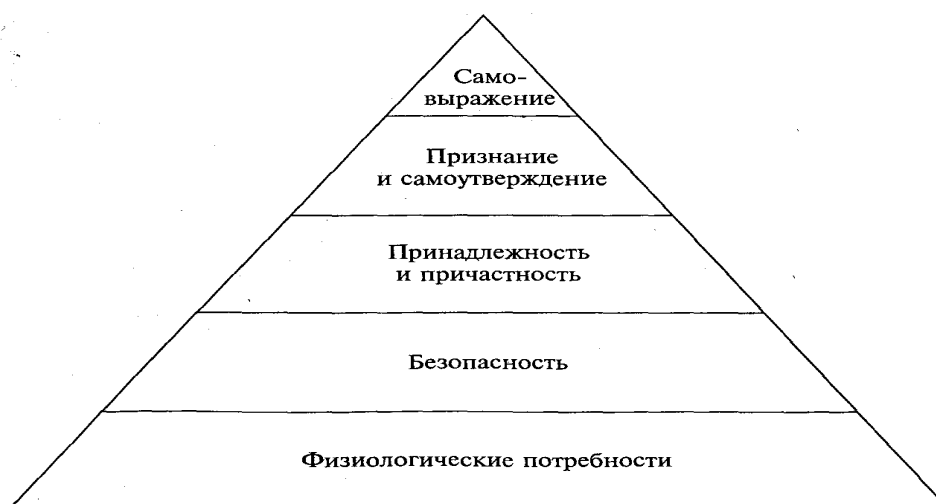 Само-
выражение
Признание
и самоутверждение
Принадлежность
и причастность
Безопасность
Физиологические потребности